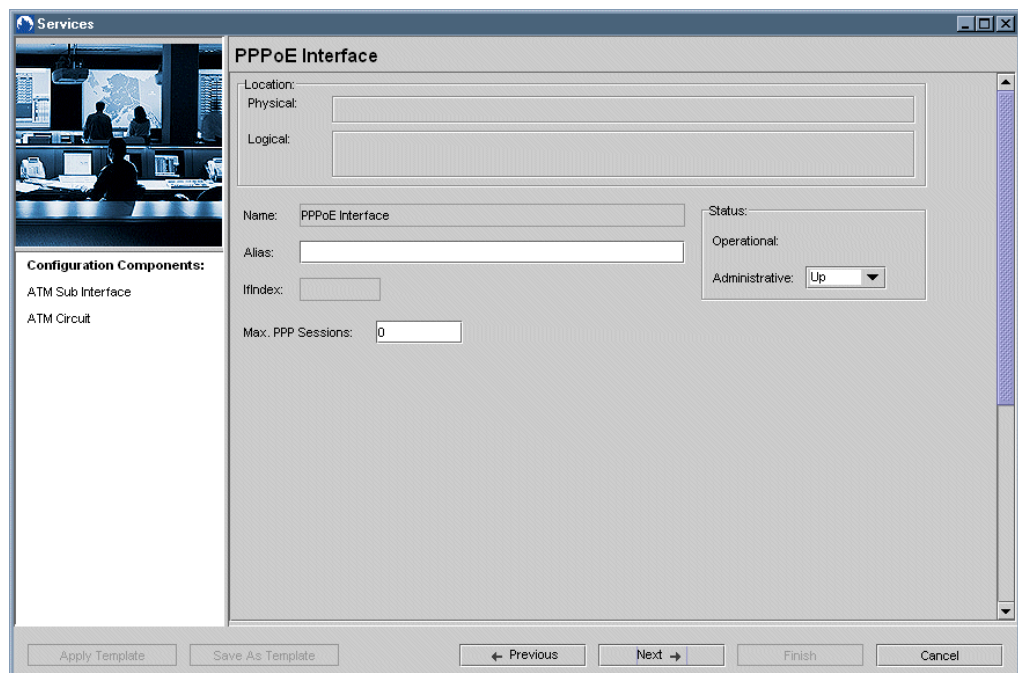 Services
PPPoE Interface
Location:
Physical:
Logical:
Name: PPPoE Interface
Status:
Operational:
Alias:
Administrative: Up
IfIndex:
Max. PPP Sessions: 0
Configuration Components:
ATM Sub Interface
ATM Circuit
Apply Template Save As Template Previous Next Finish Cancel